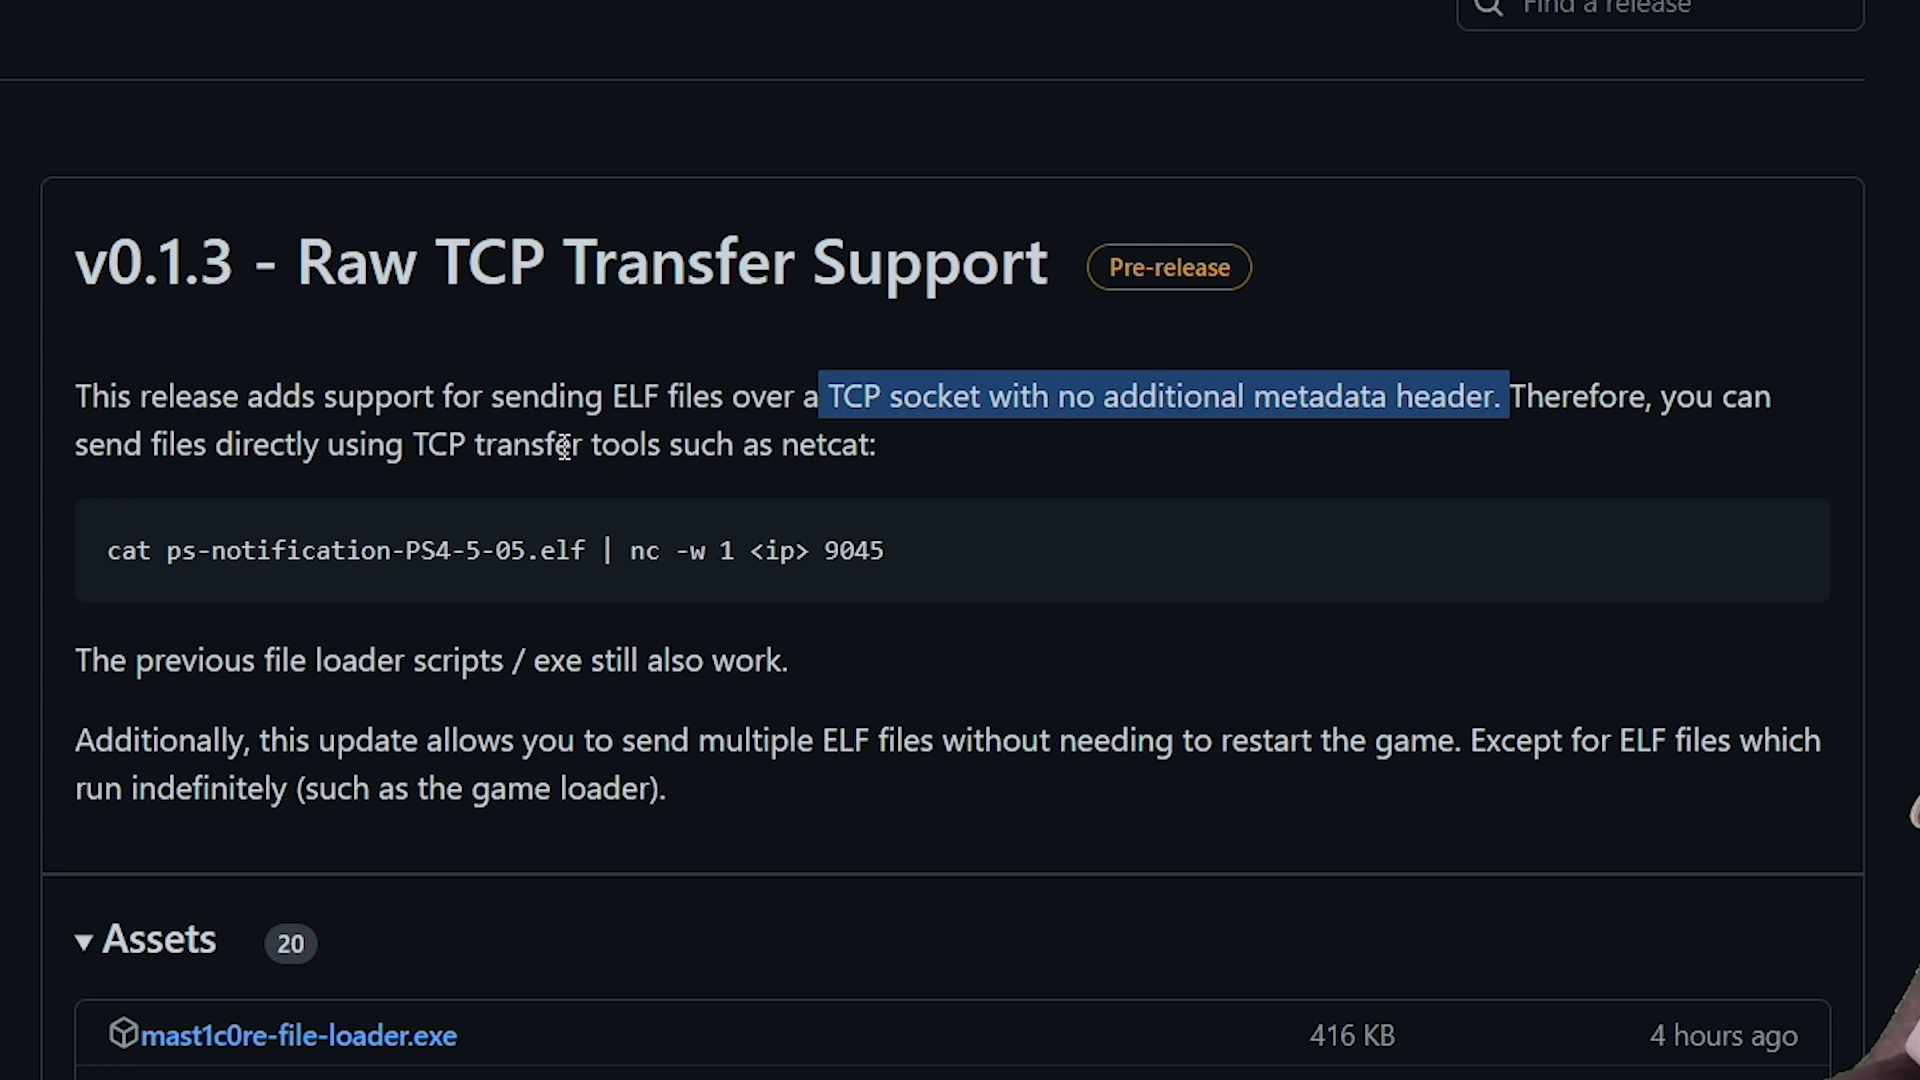 Find a release
v0.1.3 - Raw TCP Transfer Support Pre-release
This release adds support for sending ELF files over a TCP socket with no additional metadata header. Therefore, you can
send files directly using TCP transfer tools such as netcat:
cat ps-notification-PS4-5-05.elf | nc -w 1 <ip> 9045
The previous file loader scripts / exe still also work.
Additionally, this update allows you to send multiple ELF files without needing to restart the game. Except for ELF files which
run indefinitely (such as the game loader).
Assets 20
mast1c0re-file-loader.exe 416 KB 4 hours ago